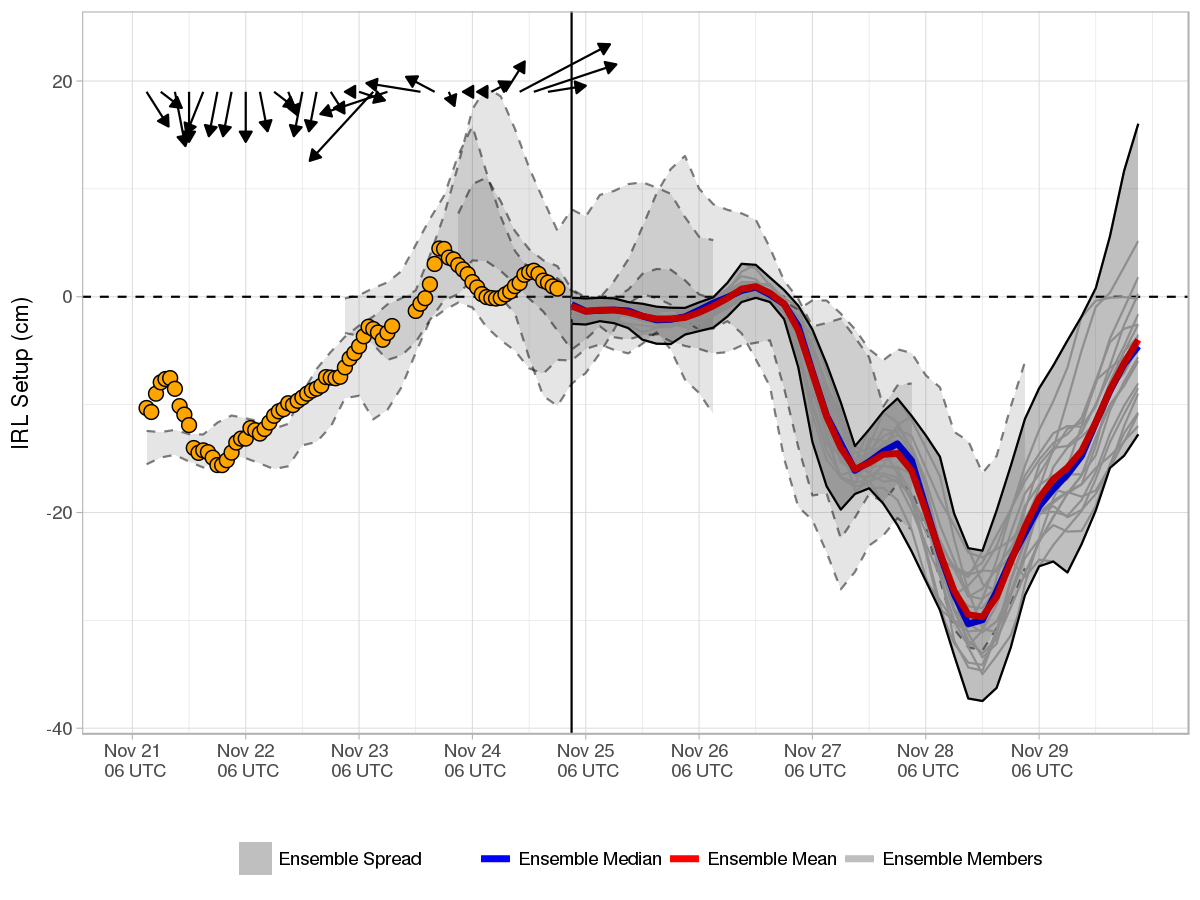 IRL Setup (cm)
20
0
-20
-40
Nov 21 Nov 22 Nov 23 Nov 24 Nov 25 Nov 26 Nov 27 Nov 28 Nov 29
06 UTC 06 UTC 06 UTC 06 UTC 06 UTC 06 UTC 06 UTC 06 UTC 06 UTC
Ensemble Spread Ensemble Median Ensemble Mean Ensemble Members